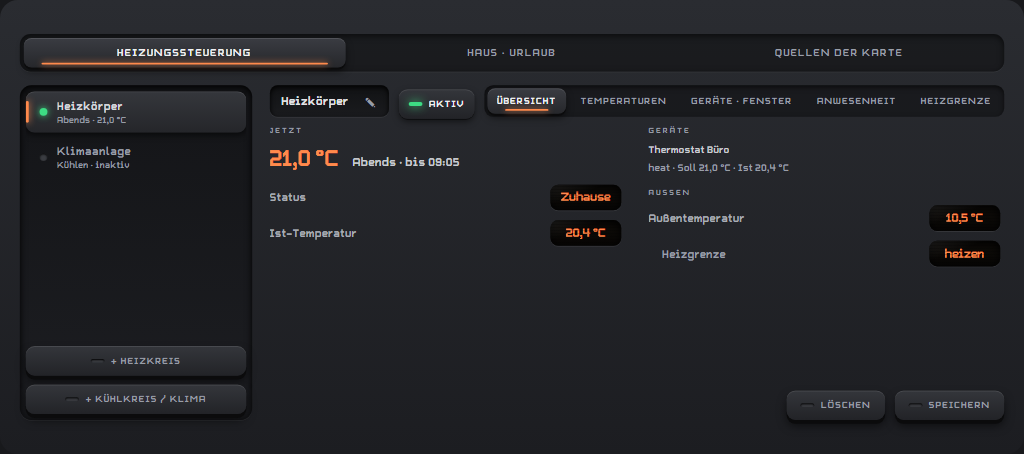 HEIZUNGSSTEUERUNG
HAUS · URLAUB
QUELLEN DER KARTE
Heizkörper
Abends · 21,0 °C
Klimaanlage
Kühlen · inaktiv
+ HEIZKREIS
+ KÜHLKREIS / KLIMA
Heizkörper
AKTIV
ÜBERSICHT
TEMPERATUREN
GERÄTE · FENSTER
ANWESENHEIT
HEIZGRENZE
JETZT
21,0 °C Abends · bis 09:05
Status Zuhause
Ist-Temperatur 20,4 °C
GERÄTE
Thermostat Büro
heat · Soll 21,0 °C · Ist 20,4 °C
AUSSEN
Außentemperatur 10,5 °C
Heizgrenze heizen
LÖSCHEN
SPEICHERN